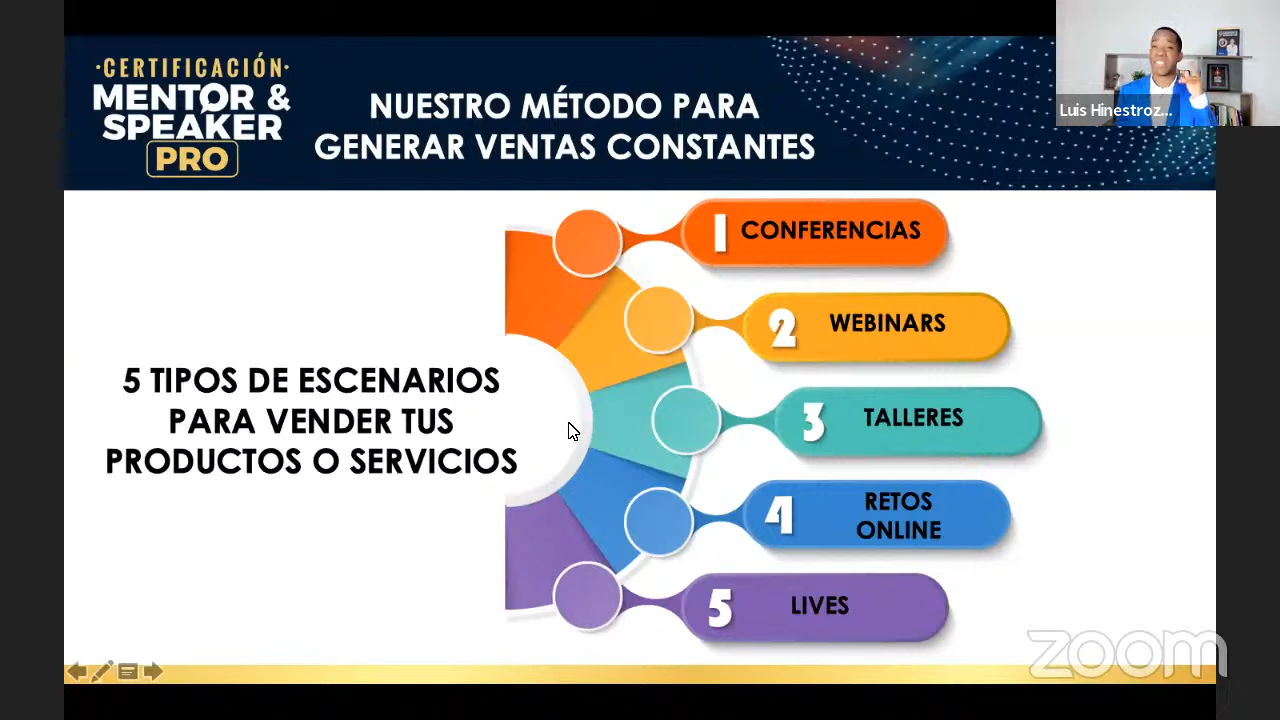 ·CERTIFICACIÓN·
MENTOR &
SPEAKER
PRO
NUESTRO MÉTODO PARA
GENERAR VENTAS CONSTANTES
Luis Hinestroz...
5 TIPOS DE ESCENARIOS
PARA VENDER TUS
PRODUCTOS O SERVICIOS
1 CONFERENCIAS
2 WEBINARS
3 TALLERES
4 RETOS
ONLINE
5 LIVES
zoom